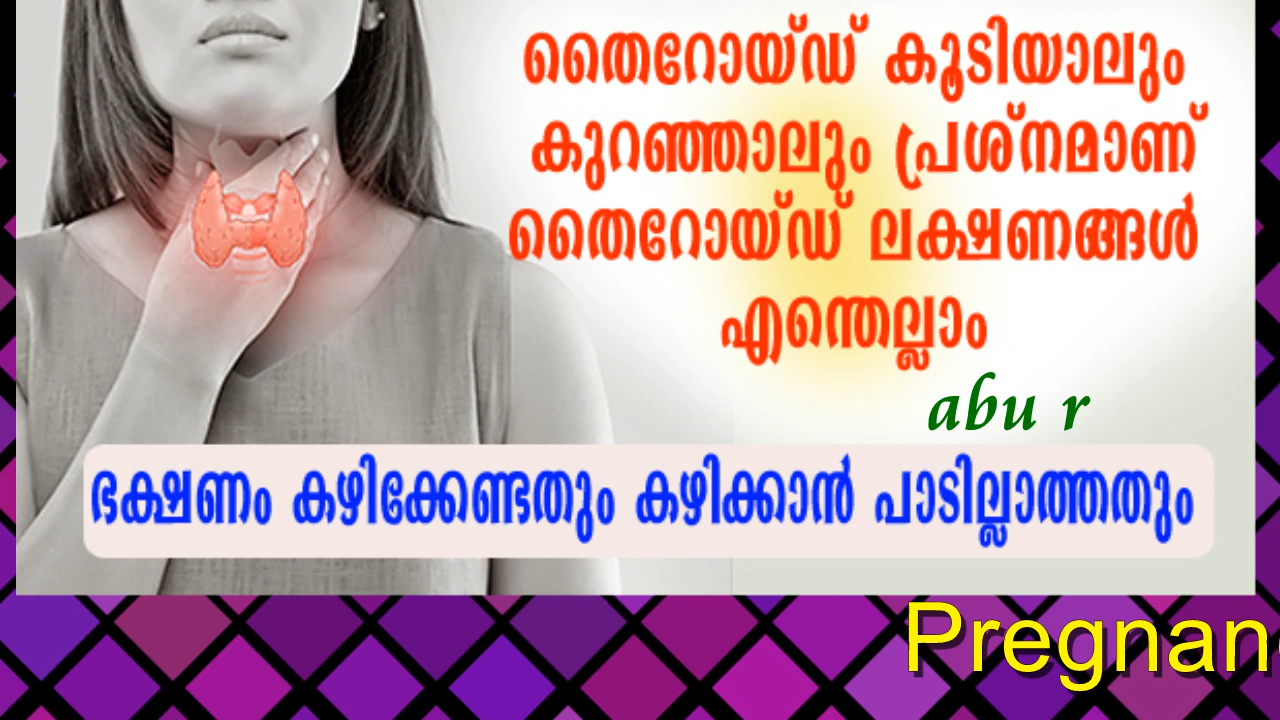 തൈറോയ്ഡ് കൂടിയാലും
കുറഞ്ഞാലും പ്രശ്നമാണ്
തൈറോയ്ഡ് ലക്ഷണങ്ങൾ
എന്തെല്ലാം
abu r
ഭക്ഷണം കഴിക്കേണ്ടതും കഴിക്കാൻ പാടില്ലാത്തതും